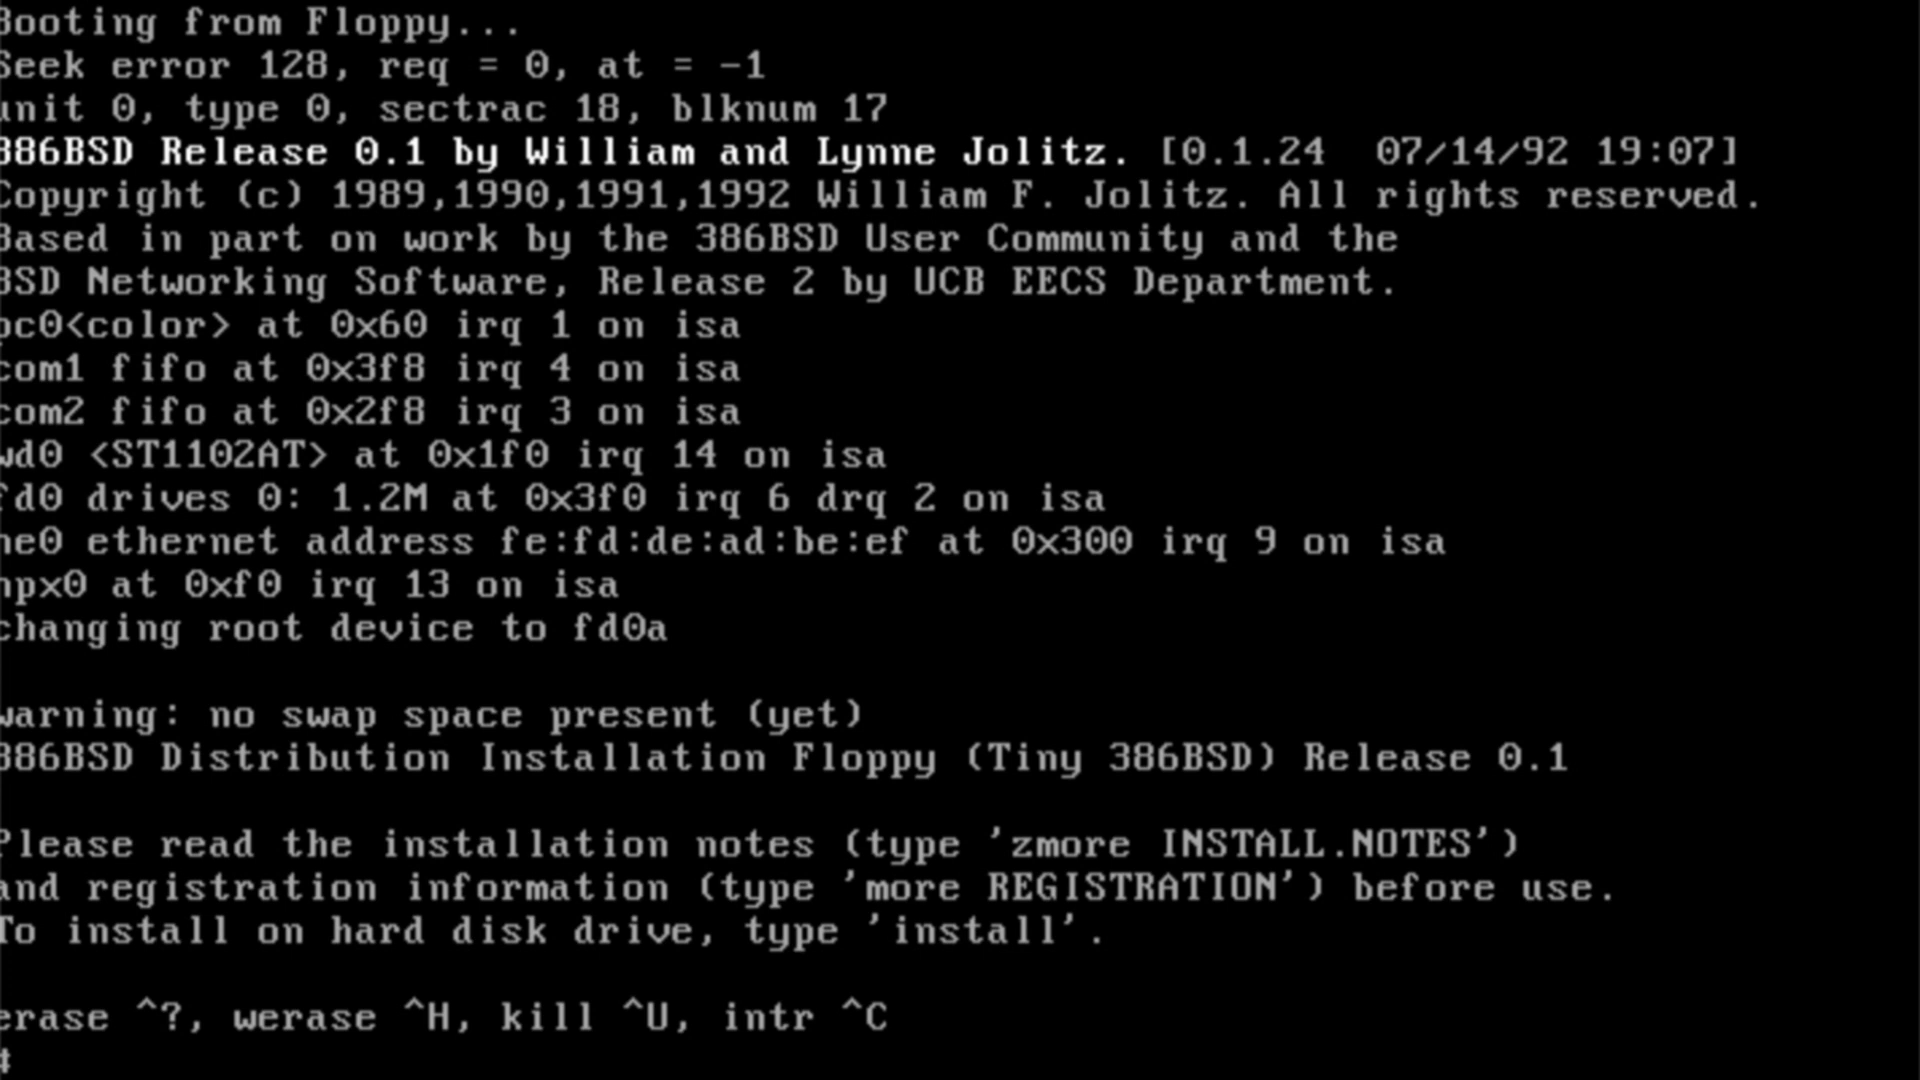 Booting from Floppy...
Seek error 128, req = 0, at = -1
unit 0, type 0, sectrac 18, blknum 17
386BSD Release 0.1 by William and Lynne Jolitz. [0.1.24  07/14/92 19:07]
Copyright (c) 1989,1990,1991,1992 William F. Jolitz. All rights reserved.
Based in part on work by the 386BSD User Community and the
BSD Networking Software, Release 2 by UCB EECS Department.
pc0<color> at 0x60 irq 1 on isa
com1 fifo at 0x3f8 irq 4 on isa
com2 fifo at 0x2f8 irq 3 on isa
wd0 <ST1102AT> at 0x1f0 irq 14 on isa
fd0 drives 0: 1.2M at 0x3f0 irq 6 drq 2 on isa
ne0 ethernet address fe:fd:de:ad:be:ef at 0x300 irq 9 on isa
npx0 at 0xf0 irq 13 on isa
changing root device to fd0a
warning: no swap space present (yet)
386BSD Distribution Installation Floppy (Tiny 386BSD) Release 0.1
Please read the installation notes (type 'zmore INSTALL.NOTES')
and registration information (type 'more REGISTRATION') before use.
To install on hard disk drive, type 'install'.
erase ^?, werase ^H, kill ^U, intr ^C
#